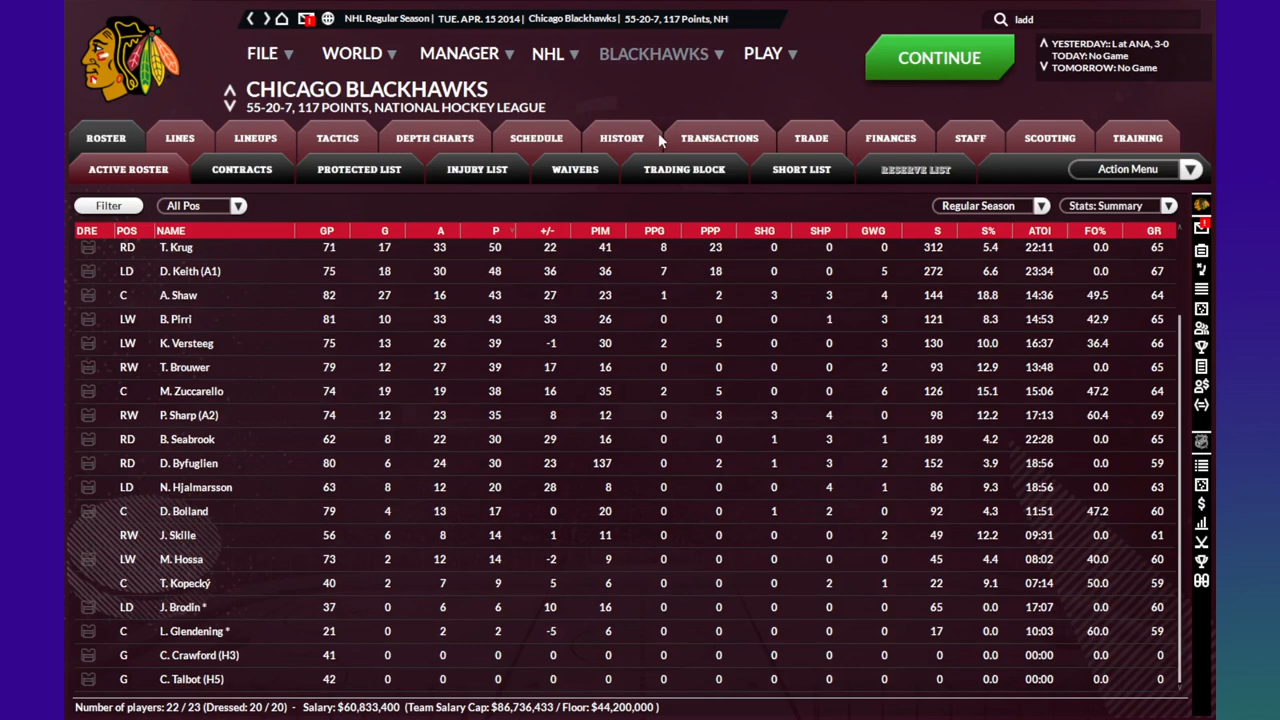 NHL Regular Season | TUE. APR. 15 2014 | Chicago Blackhawks | 55-20-7, 117 Points, NH
ladd
FILE WORLD MANAGER NHL BLACKHAWKS PLAY
CONTINUE
YESTERDAY:: L at ANA, 3-0
TODAY: No Game
TOMORROW: No Game
CHICAGO BLACKHAWKS
55-20-7, 117 POINTS, NATIONAL HOCKEY LEAGUE
ROSTER LINES LINEUPS TACTICS DEPTH CHARTS SCHEDULE HISTORY TRANSACTIONS TRADE FINANCES STAFF SCOUTING TRAINING
ACTIVE ROSTER CONTRACTS PROTECTED LIST INJURY LIST WAIVERS TRADING BLOCK SHORT LIST RESERVE LIST Action Menu
Filter All Pos Regular Season Stats: Summary
DRE POS NAME GP G A P +/- PIM PPG PPP SHG SHP GWG S S% ATOI FO% GR
RD T. Krug 71 17 33 50 22 41 8 23 0 0 0 312 5.4 22:11 0.0 65
LD D. Keith (A1) 75 18 30 48 36 36 7 18 0 0 5 272 6.6 23:34 0.0 67
C A. Shaw 82 27 16 43 27 23 1 2 3 3 4 144 18.8 14:36 49.5 64
LW B. Pirri 81 10 33 43 33 26 0 0 0 1 3 121 8.3 14:53 42.9 65
LW K. Versteeg 75 13 26 39 -1 30 2 5 0 0 3 130 10.0 16:37 36.4 66
RW T. Brouwer 79 12 27 39 17 16 0 0 0 0 2 93 12.9 13:48 0.0 65
C M. Zuccarello 74 19 19 38 16 35 2 5 0 0 6 126 15.1 15:06 47.2 64
RW P. Sharp (A2) 74 12 23 35 8 12 0 3 3 4 0 98 12.2 17:13 60.4 69
RD B. Seabrook 62 8 22 30 29 16 0 0 1 3 1 189 4.2 22:28 0.0 65
RD D. Byfuglien 80 6 24 30 23 137 0 2 1 3 2 152 3.9 18:56 0.0 59
LD N. Hjalmarsson 63 8 12 20 28 8 0 0 0 4 1 86 9.3 18:56 0.0 63
C D. Bolland 79 4 13 17 0 20 0 0 1 2 0 92 4.3 11:51 47.2 60
RW J. Skille 56 6 8 14 1 11 0 0 0 0 2 49 12.2 09:31 0.0 61
LW M. Hossa 73 2 12 14 -2 9 0 0 0 0 0 45 4.4 08:02 40.0 60
C T. Kopecký 40 2 7 9 5 6 0 0 0 2 1 22 9.1 07:14 50.0 59
LD J. Brodin * 37 0 6 6 10 16 0 0 0 0 0 65 0.0 17:07 0.0 60
C L. Glendening * 21 0 2 2 -5 6 0 0 0 0 0 17 0.0 10:03 60.0 59
G C. Crawford (H3) 41 0 0 0 0 0 0 0 0 0 0 0 0.0 00:00 0.0 0
G C. Talbot (H5) 42 0 0 0 0 0 0 0 0 0 0 0 0.0 00:00 0.0 0
Number of players: 22 / 23 (Dressed: 20 / 20) - Salary: $60,833,400 (Team Salary Cap: $86,736,433 / Floor: $44,200,000 )